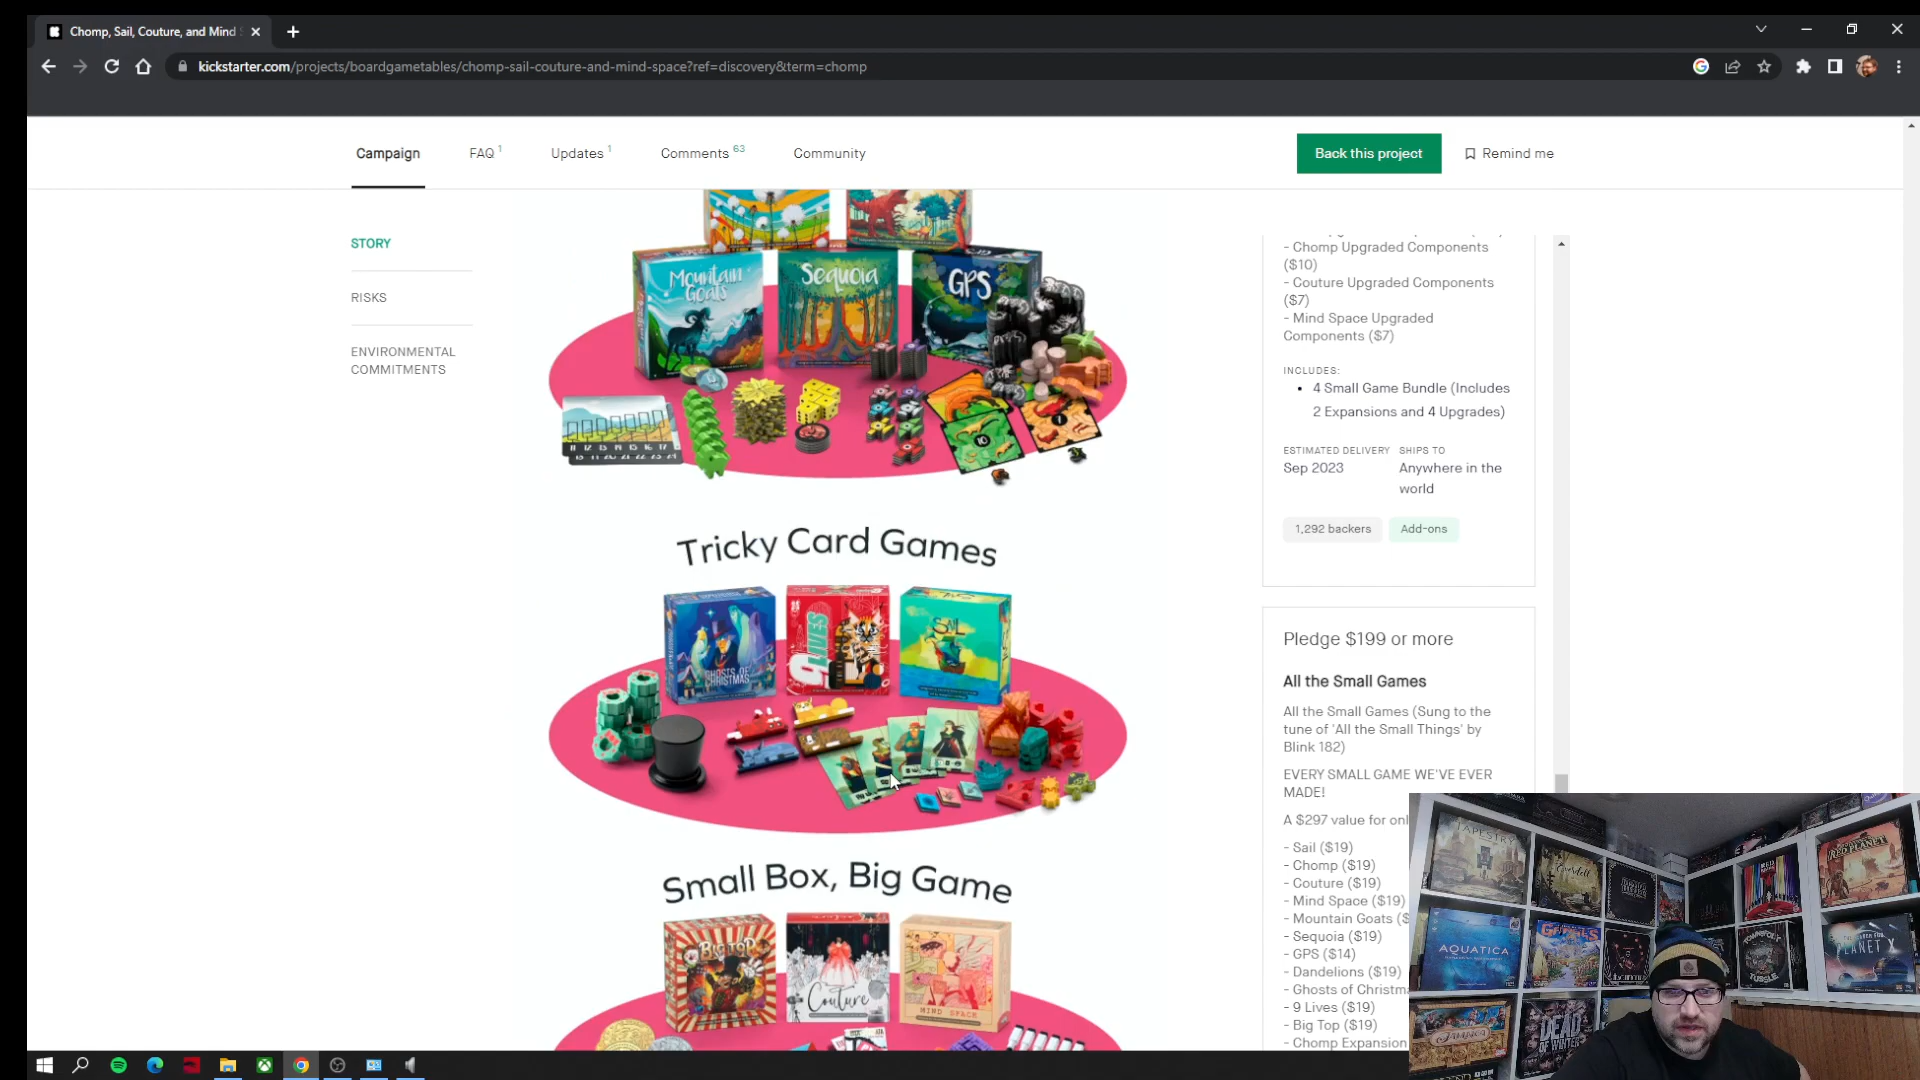 Chomp, Sail, Couture, and Mind S
kickstarter.com/projects/boardgametables/chomp-sail-couture-and-mind-space?ref=discovery&term=chomp
Campaign
FAQ 1
Updates 1
Comments 63
Community
Back this project
Remind me
STORY
RISKS
ENVIRONMENTAL
COMMITMENTS
Mountain
Goats
Sequoia
GPS
Tricky Card Games
GHOSTS OF
CHRISTMAS
9 LIVES
SAIL
Small Box, Big Game
BIG TOP
Couture
MIND SPACE
- Chomp Upgraded Components
($10)
- Couture Upgraded Components
($7)
- Mind Space Upgraded
Components ($7)
INCLUDES:
• 4 Small Game Bundle (Includes
2 Expansions and 4 Upgrades)
ESTIMATED DELIVERY
Sep 2023
SHIPS TO
Anywhere in the
world
1,292 backers
Add-ons
Pledge $199 or more
All the Small Games
All the Small Games (Sung to the
tune of 'All the Small Things' by
Blink 182)
EVERY SMALL GAME WE'VE EVER
MADE!
A $297 value for onl
- Sail ($19)
- Chomp ($19)
- Couture ($19)
- Mind Space ($19)
- Mountain Goats ($
- Sequoia ($19)
- GPS ($14)
- Dandelions ($19)
- Ghosts of Christm
- 9 Lives ($19)
- Big Top ($19)
- Chomp Expansion
TAPESTRY
Everdell
RED PLANET
AQUATICA
PLANET X
JAMAICA
DEAD
OF WINTER